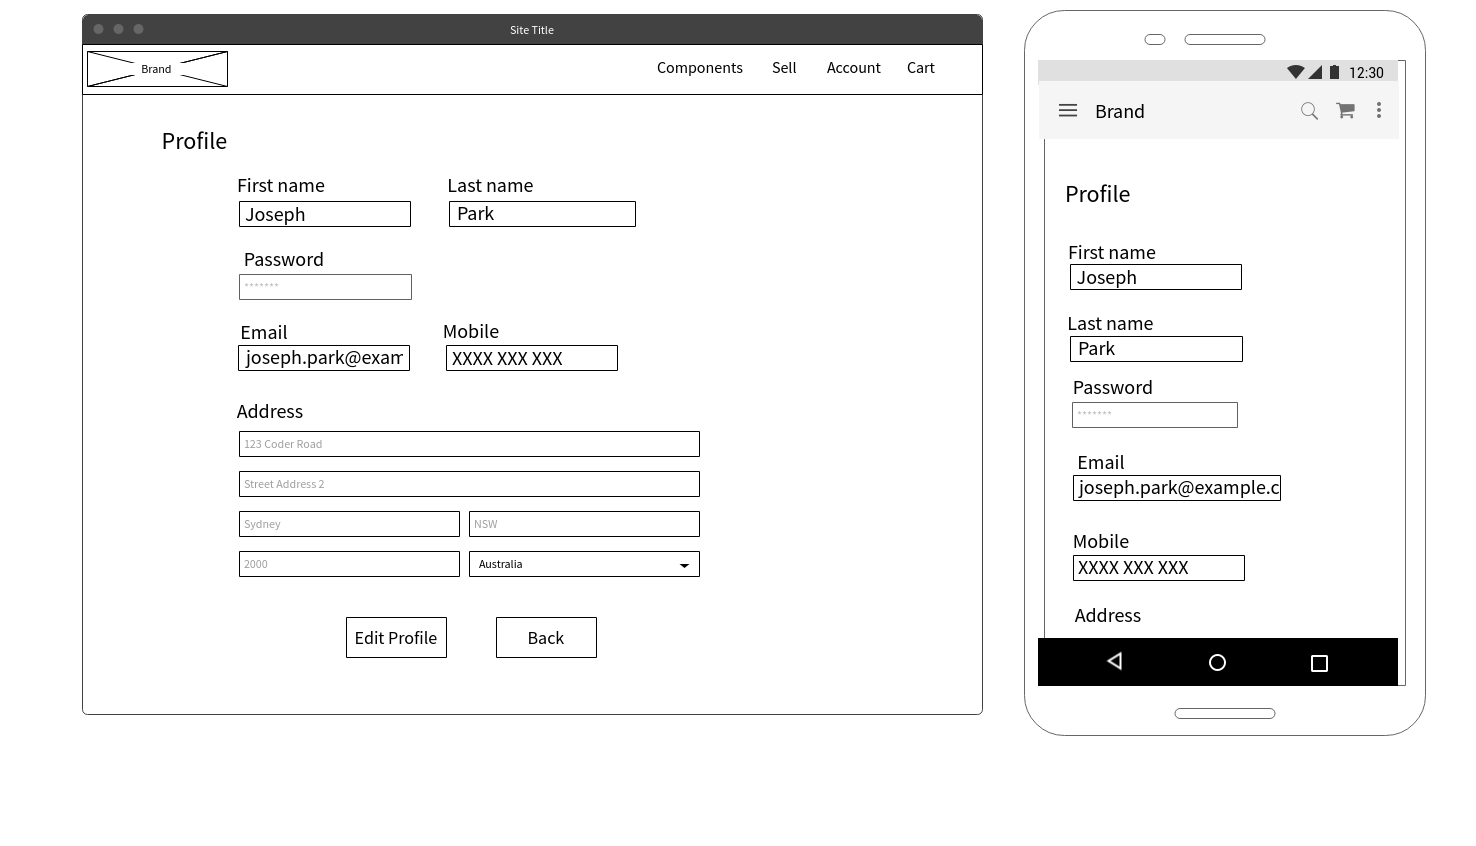 Site Title
Brand
Components Sell Account Cart
Profile
First name Last name
Joseph Park
Password
*******
Email Mobile
joseph.park@exam
XXXX XXX XXX
Address
123 Coder Road
Street Address 2
Sydney NSW
2000 Australia
Edit Profile Back
12:30
Brand
Profile
First name
Joseph
Last name
Park
Password
*******
Email
joseph.park@example.c
Mobile
XXXX XXX XXX
Address